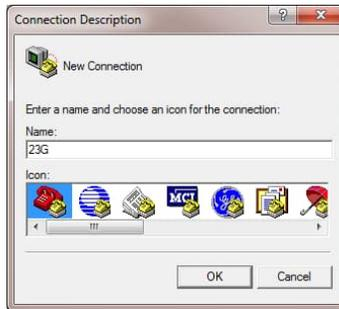 Connection Description
New Connection
Enter a name and choose an icon for the connection:
Name:
23G
Icon:
MCI
OK
Cancel